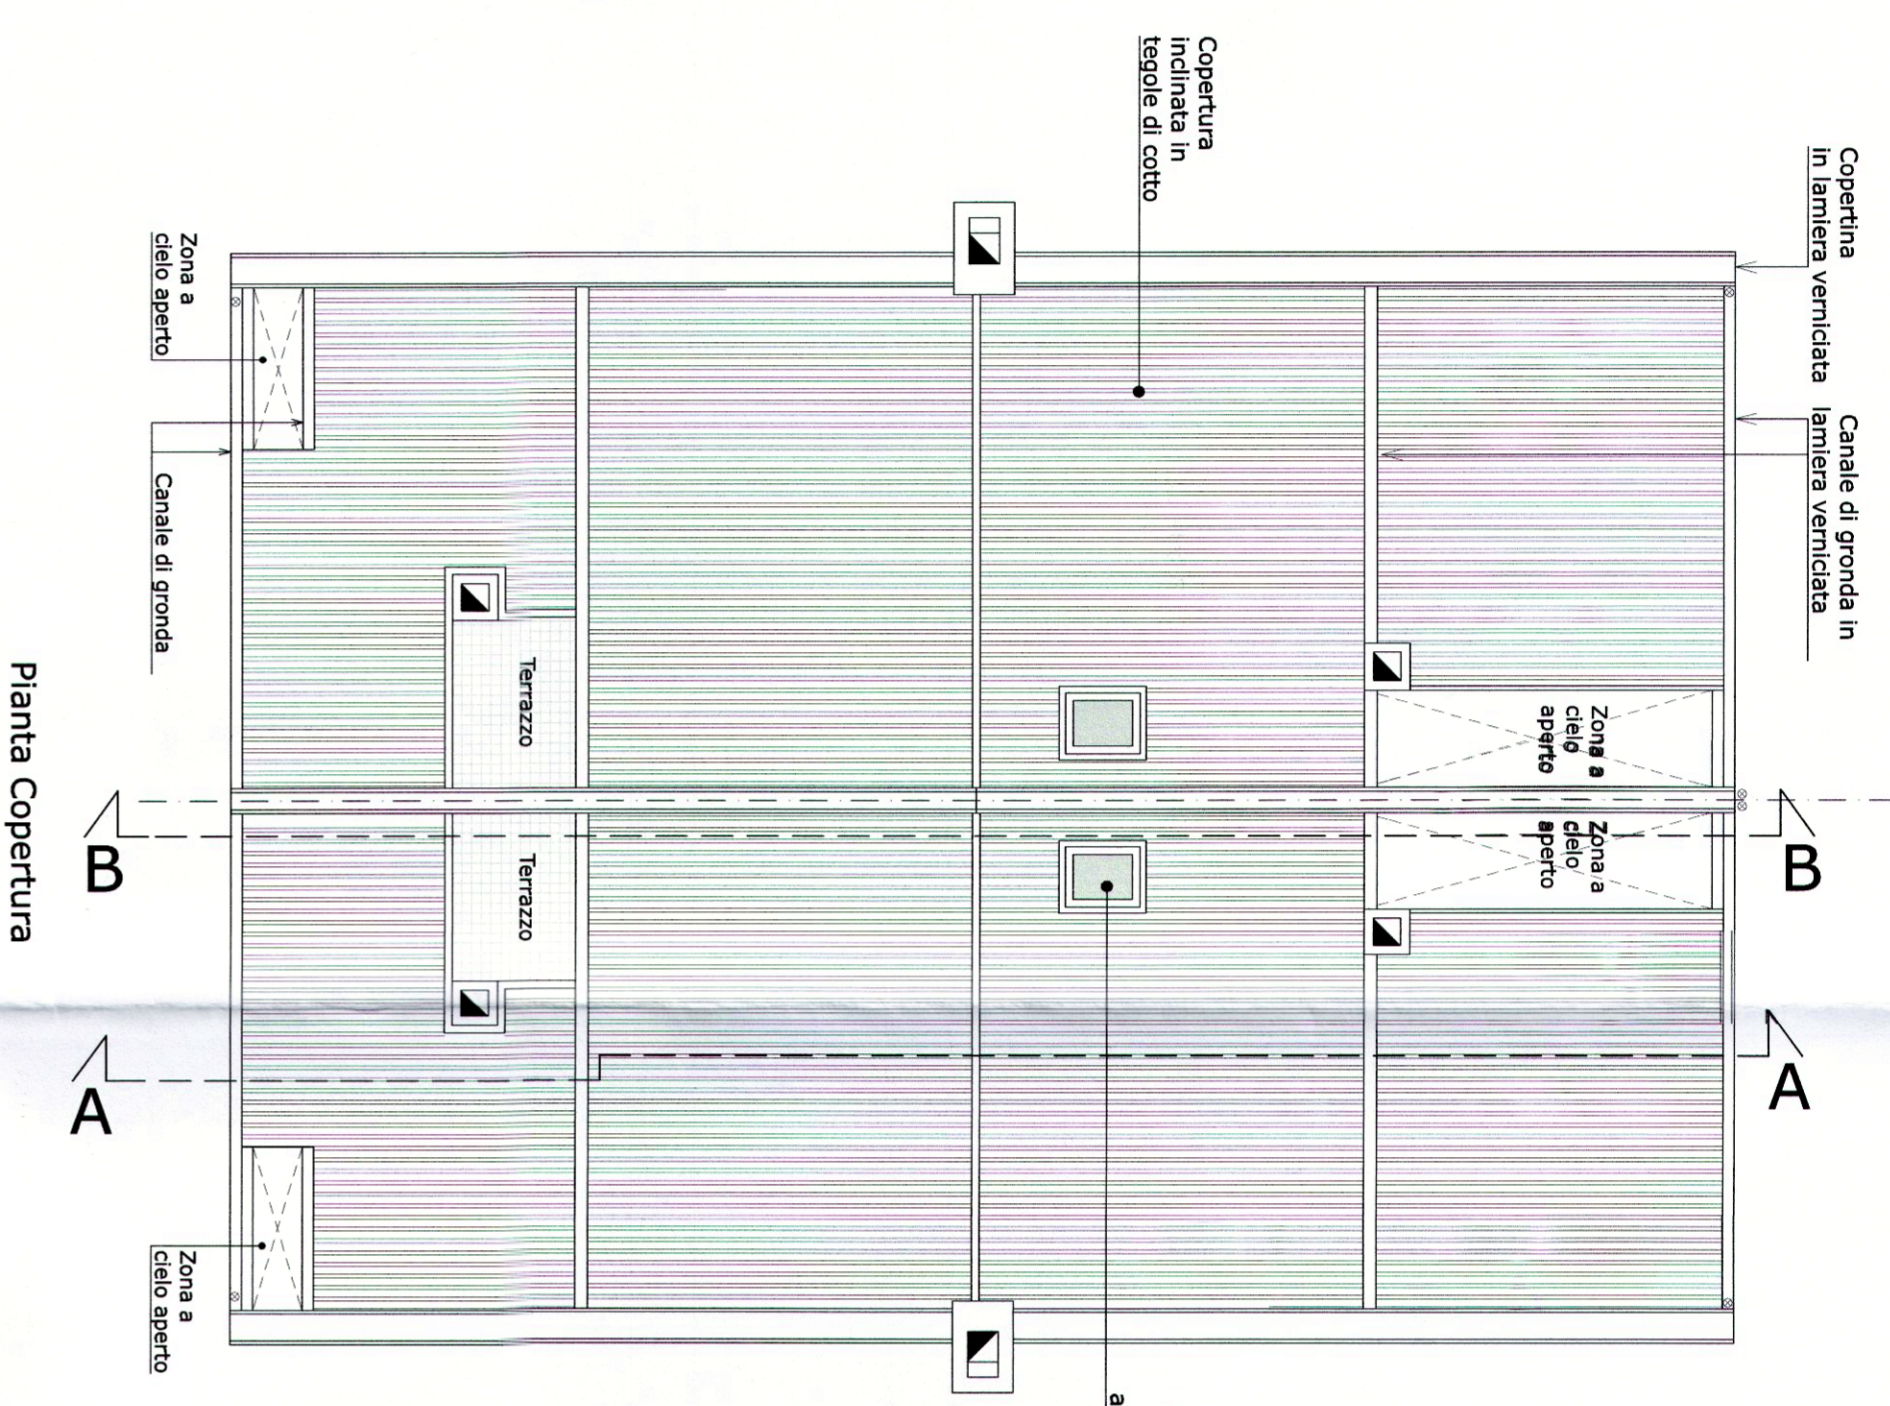 Copertina
in lamiera verniciata
Canale di gronda in
lamiera verniciata
Copertura
inclinata in
tegole di cotto
Zona a
cielo
aperto
Zona a
cielo
aperto
B
A
Terrazzo
Terrazzo
a
Zona a
cielo aperto
Canale di gronda
Zona a
cielo aperto
B
A
Pianta Copertura